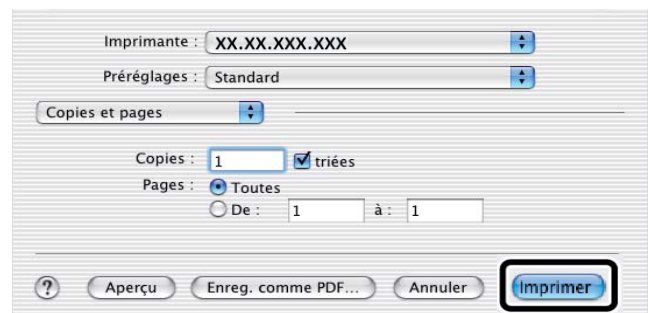 Imprimante : XX.XX.XXX.XXX
Préréglages : Standard
Copies et pages
Copies : 1 triées
Pages : Toutes
De : 1 à : 1
? Aperçu Enreg. comme PDF... Annuler Imprimer